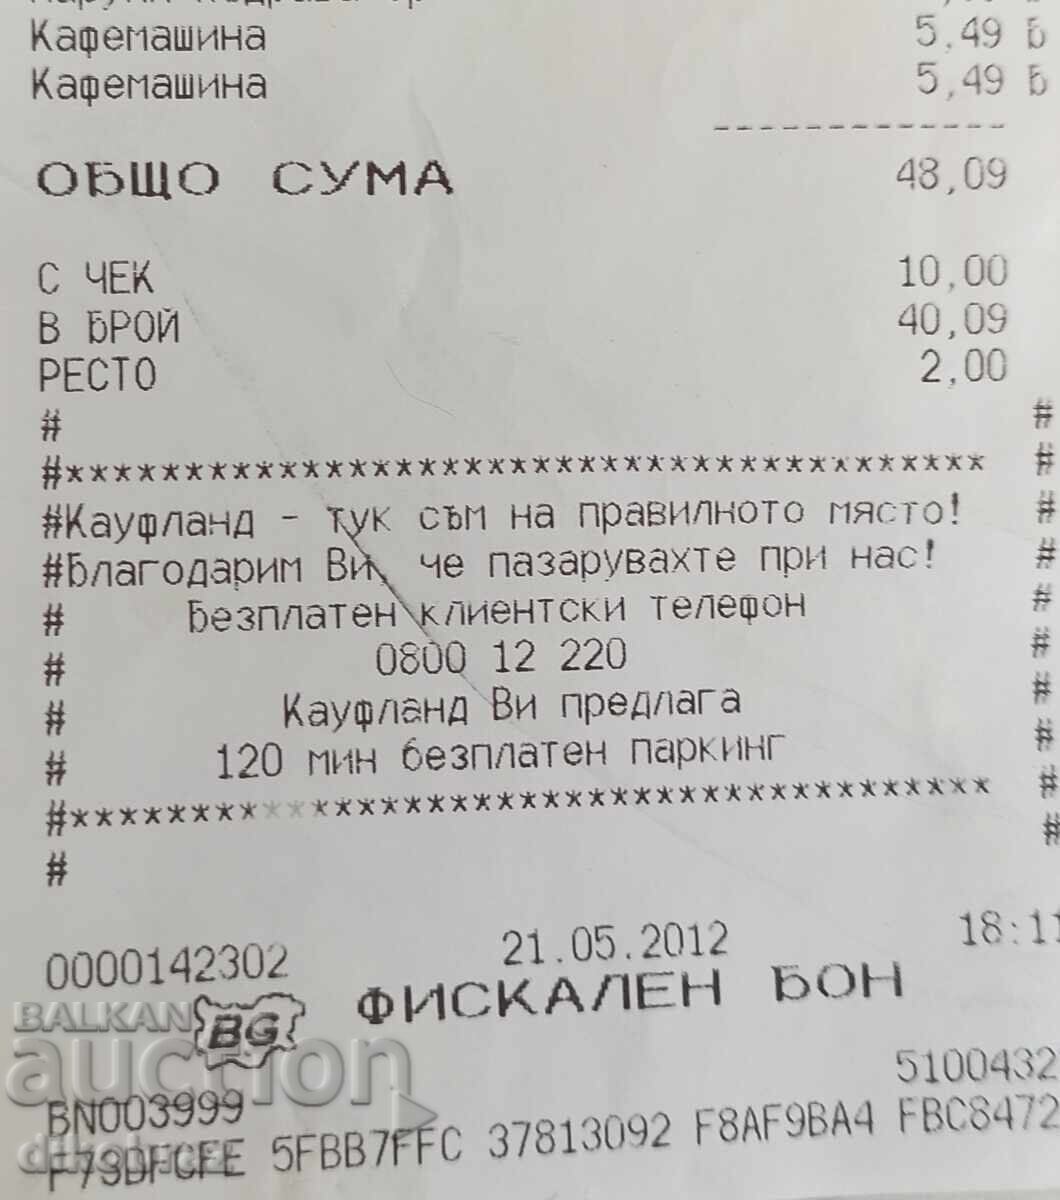 Кафемашина 5,49 Б
Кафемашина 5,49 Б
-------------
ОБЩО СУМА 48,09
С ЧЕК 10,00
В БРОЙ 40,09
РЕСТО 2,00
# #
#*************************************** #
#Кауфланд - тук съм на правилното място! #
#Благодарим Ви, че пазарувахте при нас! #
# Безплатен клиентски телефон #
# 0800 12 220 #
# Кауфланд Ви предлага #
# 120 мин безплатен паркинг #
#*************************************** #
# #
0000142302 21.05.2012 18:11
BG ФИСКАЛЕН БОН
BALKAN
auction
5100432
BN003999
5FBB7FFC 37813092 F8AF9BA4 FBC8472